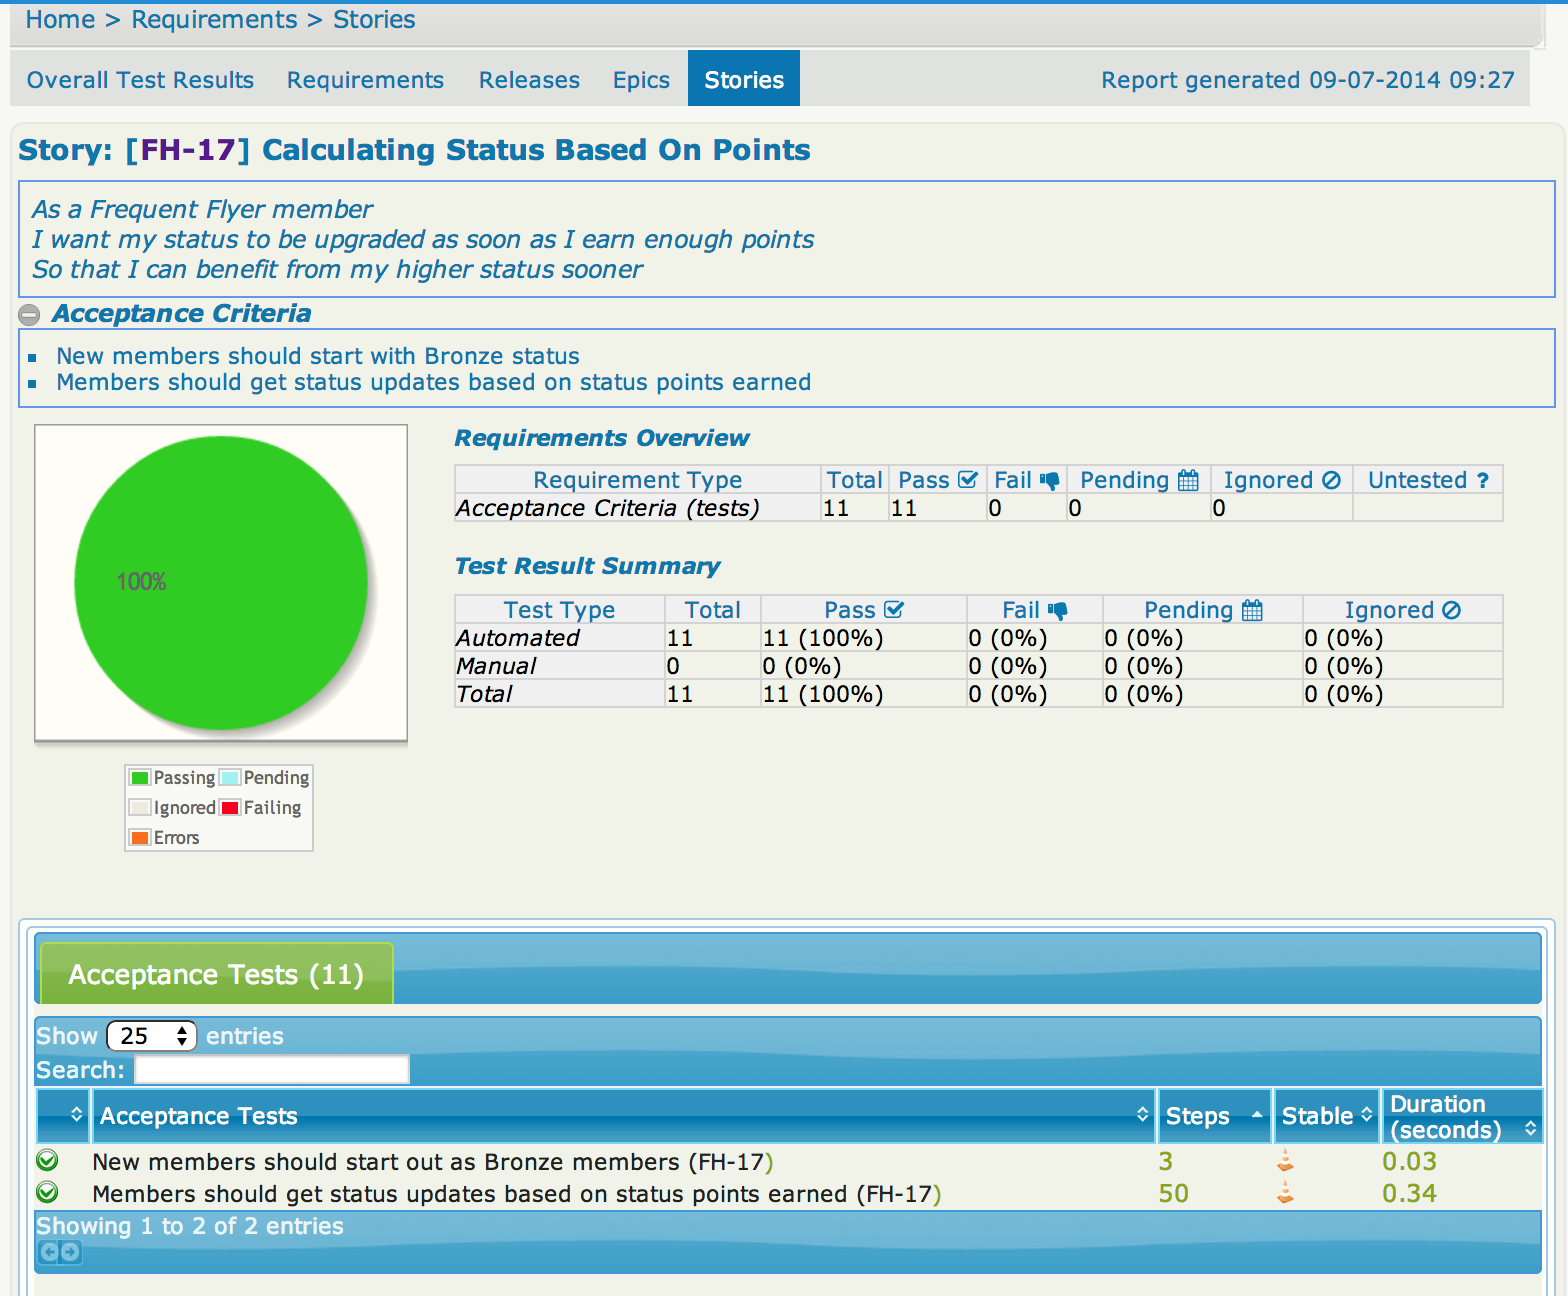 Home > Requirements > Stories
Overall Test Results Requirements Releases Epics Stories Report generated 09-07-2014 09:27
Story: [FH-17] Calculating Status Based On Points
As a Frequent Flyer member
I want my status to be upgraded as soon as I earn enough points
So that I can benefit from my higher status sooner
Acceptance Criteria
New members should start with Bronze status
Members should get status updates based on status points earned
100%
Passing Pending
Ignored Failing
Errors
Requirements Overview
Requirement Type Total Pass Fail Pending Ignored Untested ?
Acceptance Criteria (tests) 11 11 0 0 0
Test Result Summary
Test Type Total Pass Fail Pending Ignored
Automated 11 11 (100%) 0 (0%) 0 (0%) 0 (0%)
Manual 0 0 (0%) 0 (0%) 0 (0%) 0 (0%)
Total 11 11 (100%) 0 (0%) 0 (0%) 0 (0%)
Acceptance Tests (11)
Show 25 entries
Search:
Acceptance Tests Steps Stable Duration
(seconds)
New members should start out as Bronze members (FH-17) 3 0.03
Members should get status updates based on status points earned (FH-17) 50 0.34
Showing 1 to 2 of 2 entries